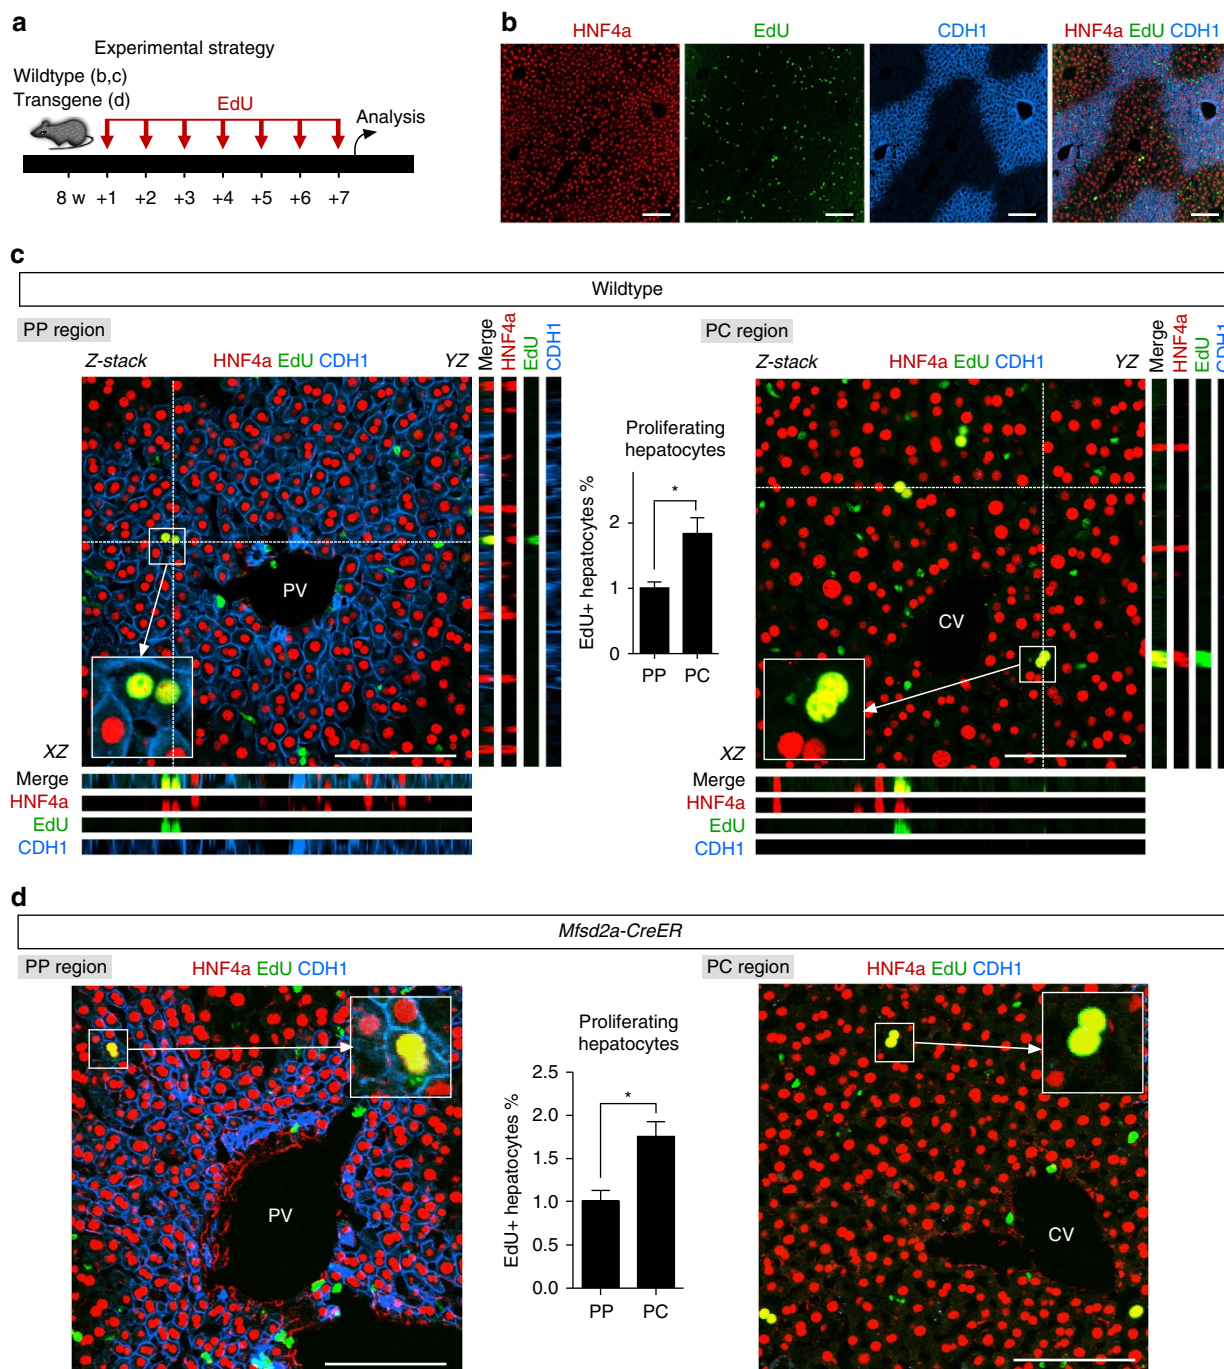 a
Experimental strategy
Wildtype (b,c)
Transgene (d)
EdU
Analysis
8 w +1 +2 +3 +4 +5 +6 +7
b
HNF4a EdU CDH1 HNF4a EdU CDH1
c
Wildtype
PP region
Z-stack HNF4a EdU CDH1 YZ
Merge
HNF4a
EdU
CDH1
PV
XZ
Merge
HNF4a
EdU
CDH1
Proliferating
hepatocytes
EdU+ hepatocytes %
*
2
1
0
PP PC
PC region
Z-stack HNF4a EdU CDH1 YZ
Merge
HNF4a
EdU
CDH1
CV
XZ
Merge
HNF4a
EdU
CDH1
d
Mfsd2a-CreER
PP region HNF4a EdU CDH1
PV
Proliferating
hepatocytes
EdU+ hepatocytes %
*
2.5
2.0
1.5
1.0
0.5
0.0
PP PC
PC region HNF4a EdU CDH1
CV